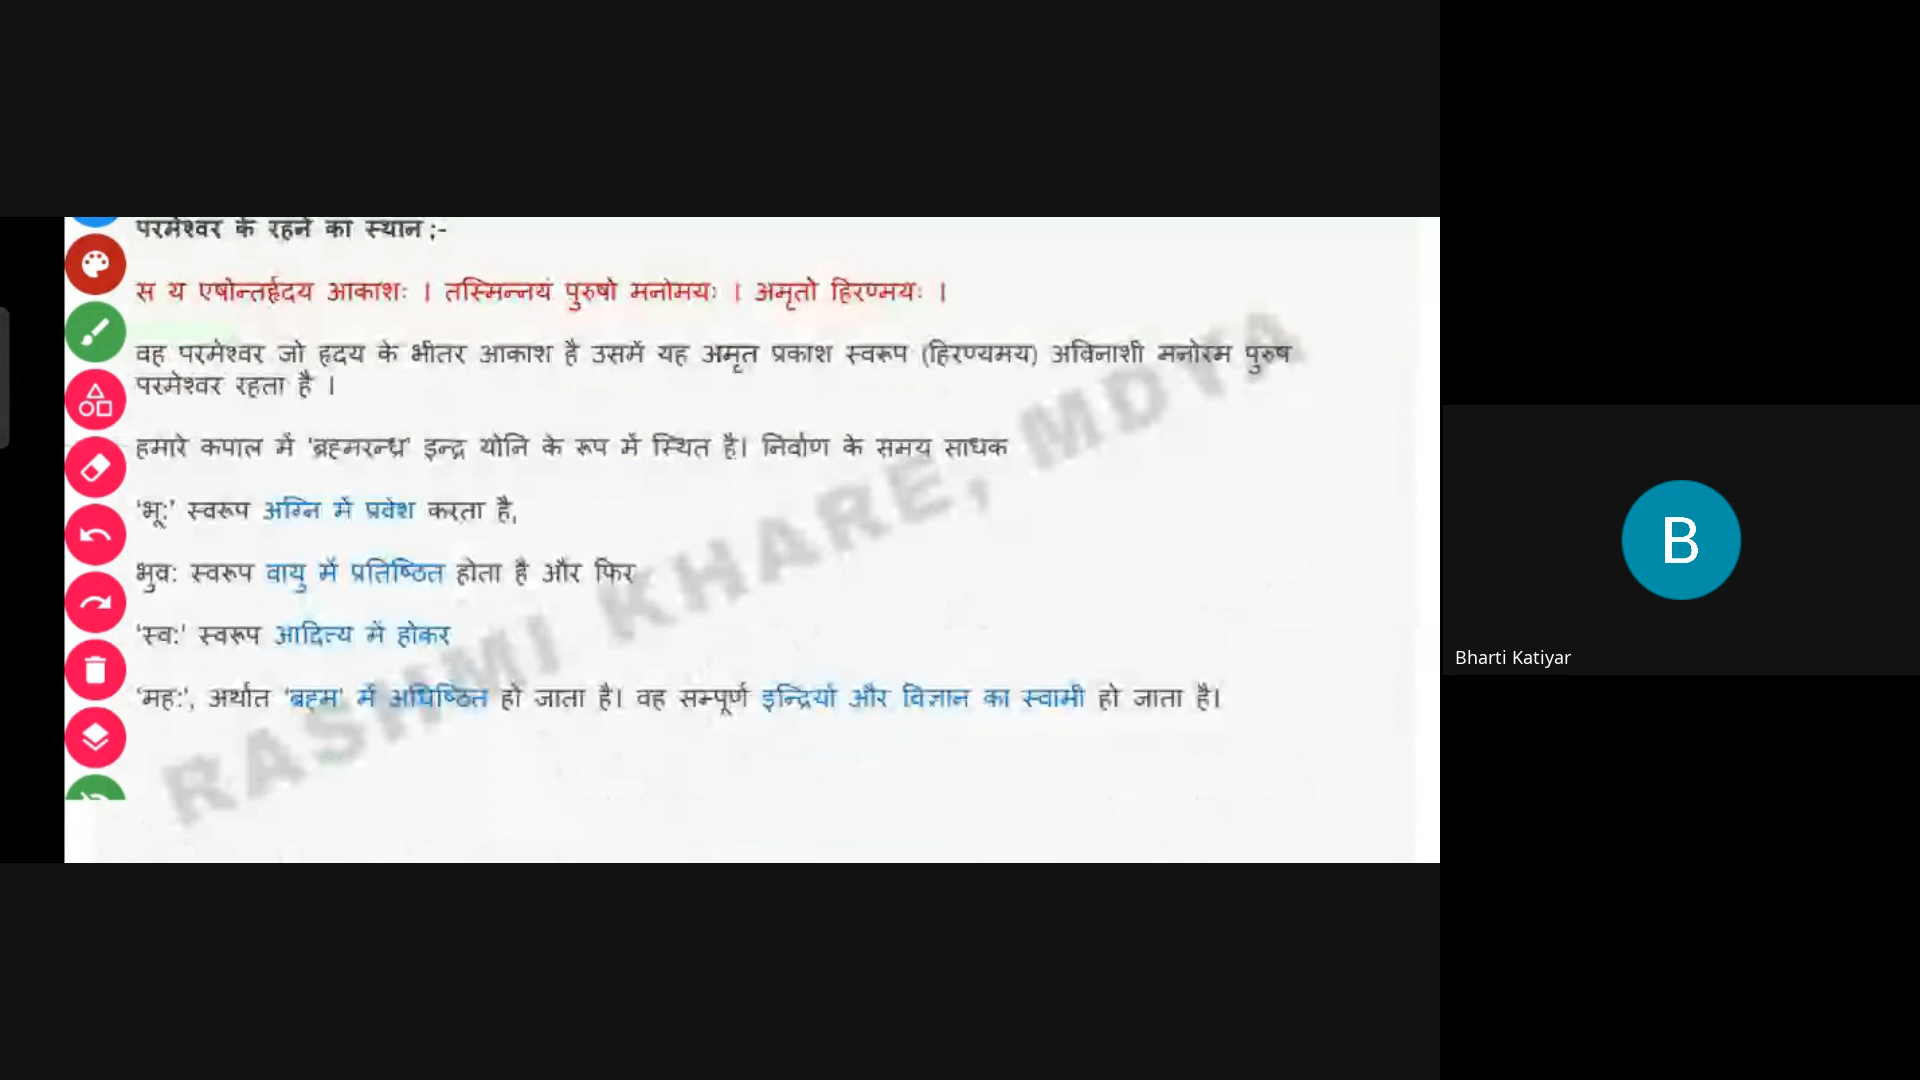 परमेश्वर के रहने का स्थान ;-
स य एषोन्तर्हृदय आकाशः । तस्मिन्नयं पुरुषो मनोमयः । अमृतो हिरण्मयः ।
वह परमेश्वर जो हृदय के भीतर आकाश है उसमें यह अमृत प्रकाश स्वरूप (हिरण्यमय) अविनाशी मनोरम पुरुष
परमेश्वर रहता है ।
हमारे कपाल में 'ब्रह्मरन्ध्र' इन्द्र योनि के रूप में स्थित है। निर्वाण के समय साधक
'भू:' स्वरूप अग्नि में प्रवेश करता है,
भुव: स्वरूप वायु में प्रतिष्ठित होता है और फिर
'स्व:' स्वरूप आदित्य में होकर
'मह:', अर्थात 'ब्रह्म' में अधिष्ठित हो जाता है। वह सम्पूर्ण इन्द्रियों और विज्ञान का स्वामी हो जाता है।
RASHMI KHARE, MDYA
B
Bharti Katiyar